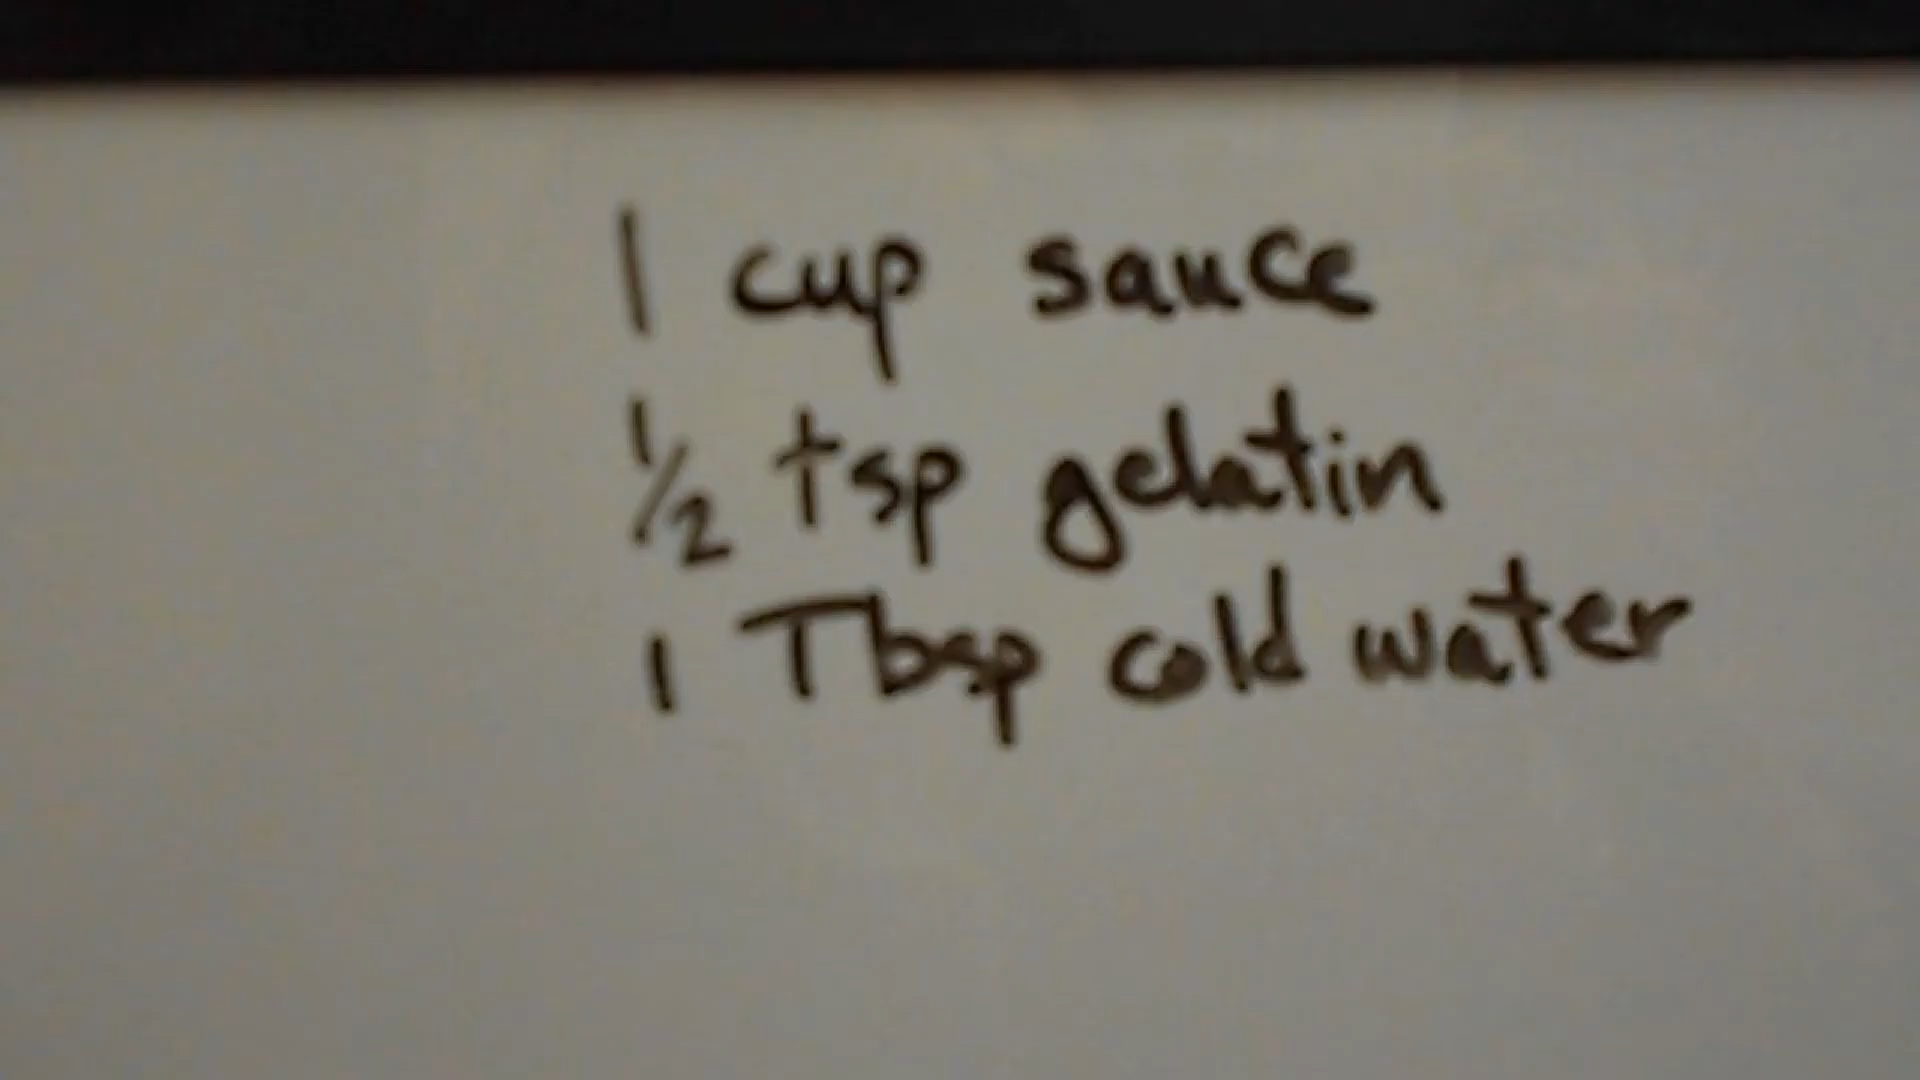 1 cup sauce
1/2 tsp gelatin
1 Tbsp cold water